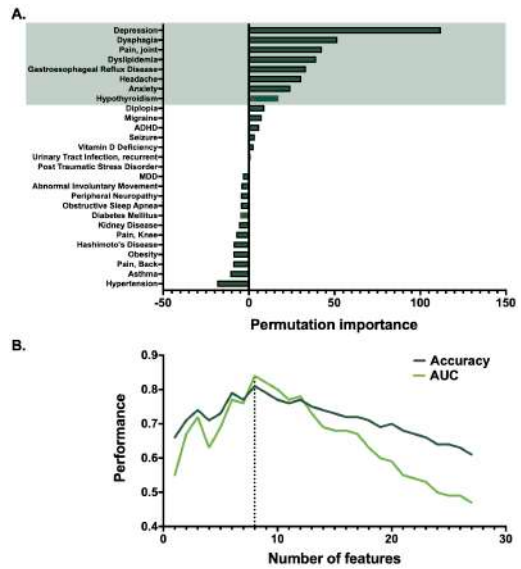 A.
Depression
Dysphagia
Pain, joint
Dyslipidemia
Gastroesophageal Reflux Disease
Headache
Anxiety
Hypothyroidism
Diplopia
Migraine
ADHD
Seizure
Vitamin D Deficiency
Urinary Tract Infection, recurrent
Post Traumatic Stress Disorder
MDD
Abnormal Involuntary Movement
Peripheral Neuropathy
Obstructive Sleep Apnea
Diabetes Mellitus
Kidney Disease
Pain, Knee
Hashimoto's Disease
Obesity
Pain, Back
Asthma
Hypertension
-50 0 50 100 150
Permutation importance
B.
0.9
0.8
0.7
0.6
0.5
0.4
Performance
Accuracy
AUC
0 10 20 30
Number of features